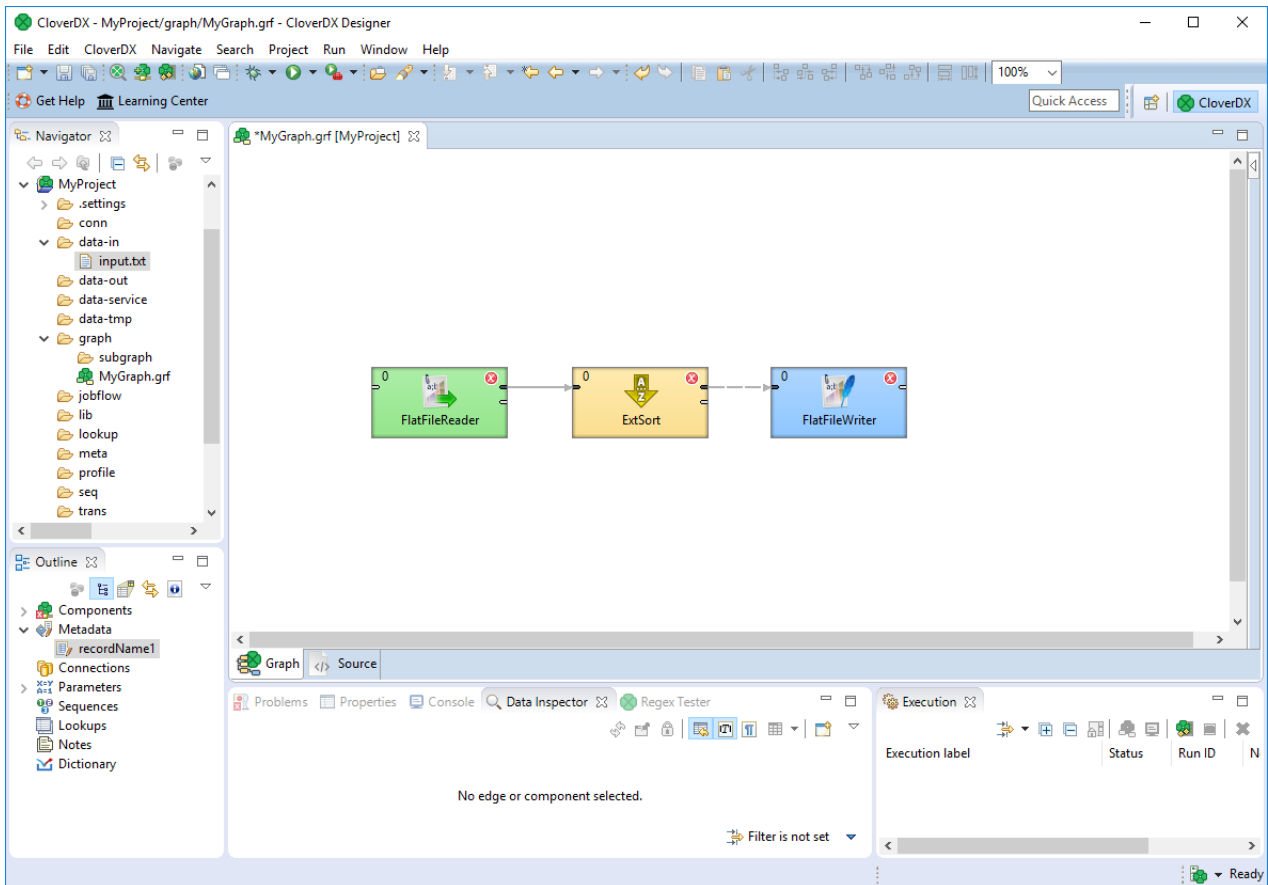 CloverDX - MyProject/graph/MyGraph.grf - CloverDX Designer
File Edit CloverDX Navigate Search Project Run Window Help
100%
Get Help Learning Center
Quick Access
CloverDX
Navigator
MyProject
.settings
conn
data-in
input.txt
data-out
data-service
data-tmp
graph
subgraph
MyGraph.grf
jobflow
lib
lookup
meta
profile
seq
trans
*MyGraph.grf [MyProject]
0
FlatFileReader
0
A
Z
ExtSort
0
FlatFileWriter
Graph Source
Outline
Components
Metadata
recordName1
Connections
Parameters
Sequences
Lookups
Notes
Dictionary
Problems Properties Console Data Inspector Regex Tester
No edge or component selected.
Filter is not set
Execution
Execution label Status Run ID N
Ready